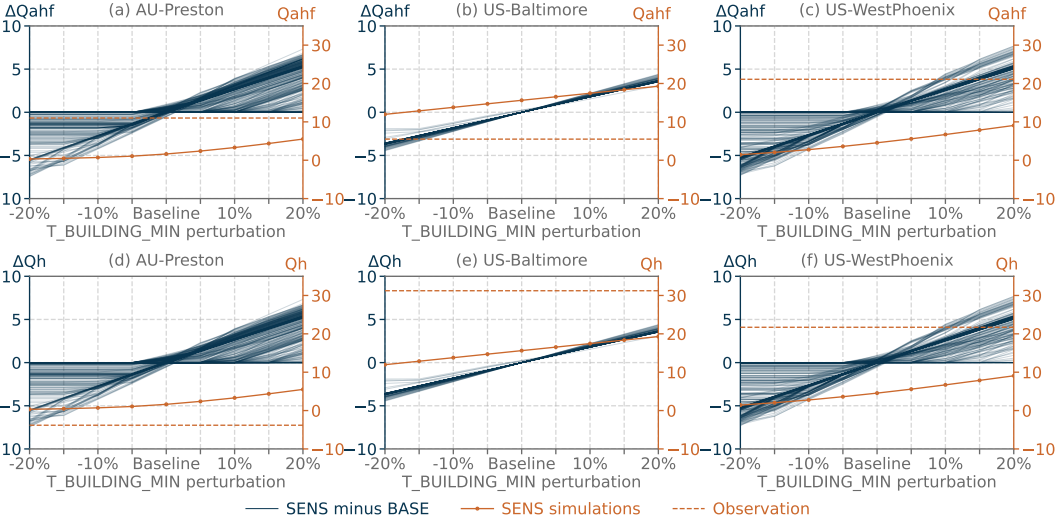 ΔQahf (a) AU-Preston Qahf
ΔQahf (b) US-Baltimore Qahf
ΔQahf (c) US-WestPhoenix Qahf
10 5 0 −5 10
30 20 10 0 −10
10 5 0 −5 −10
30 20 10 0 −10
10 5 0 −5 −10
30 20 10 0 −10
-20% -10% Baseline 10% 20%
-20% -10% Baseline 10% 20%
-20% -10% Baseline 10% 20%
T_BUILDING_MIN perturbation
T_BUILDING_MIN perturbation
T_BUILDING_MIN perturbation
ΔQh (d) AU-Preston Qh
ΔQh (e) US-Baltimore Qh
ΔQh (f) US-WestPhoenix Qh
10 5 0 −5 10
30 20 10 0 −10
10 5 0 −5 −10
30 20 10 0 −10
10 5 0 −5 −10
30 20 10 0 −10
-20% -10% Baseline 10% 20%
-20% -10% Baseline 10% 20%
-20% -10% Baseline 10% 20%
T_BUILDING_MIN perturbation
T_BUILDING_MIN perturbation
T_BUILDING_MIN perturbation
SENS minus BASE SENS simulations Observation